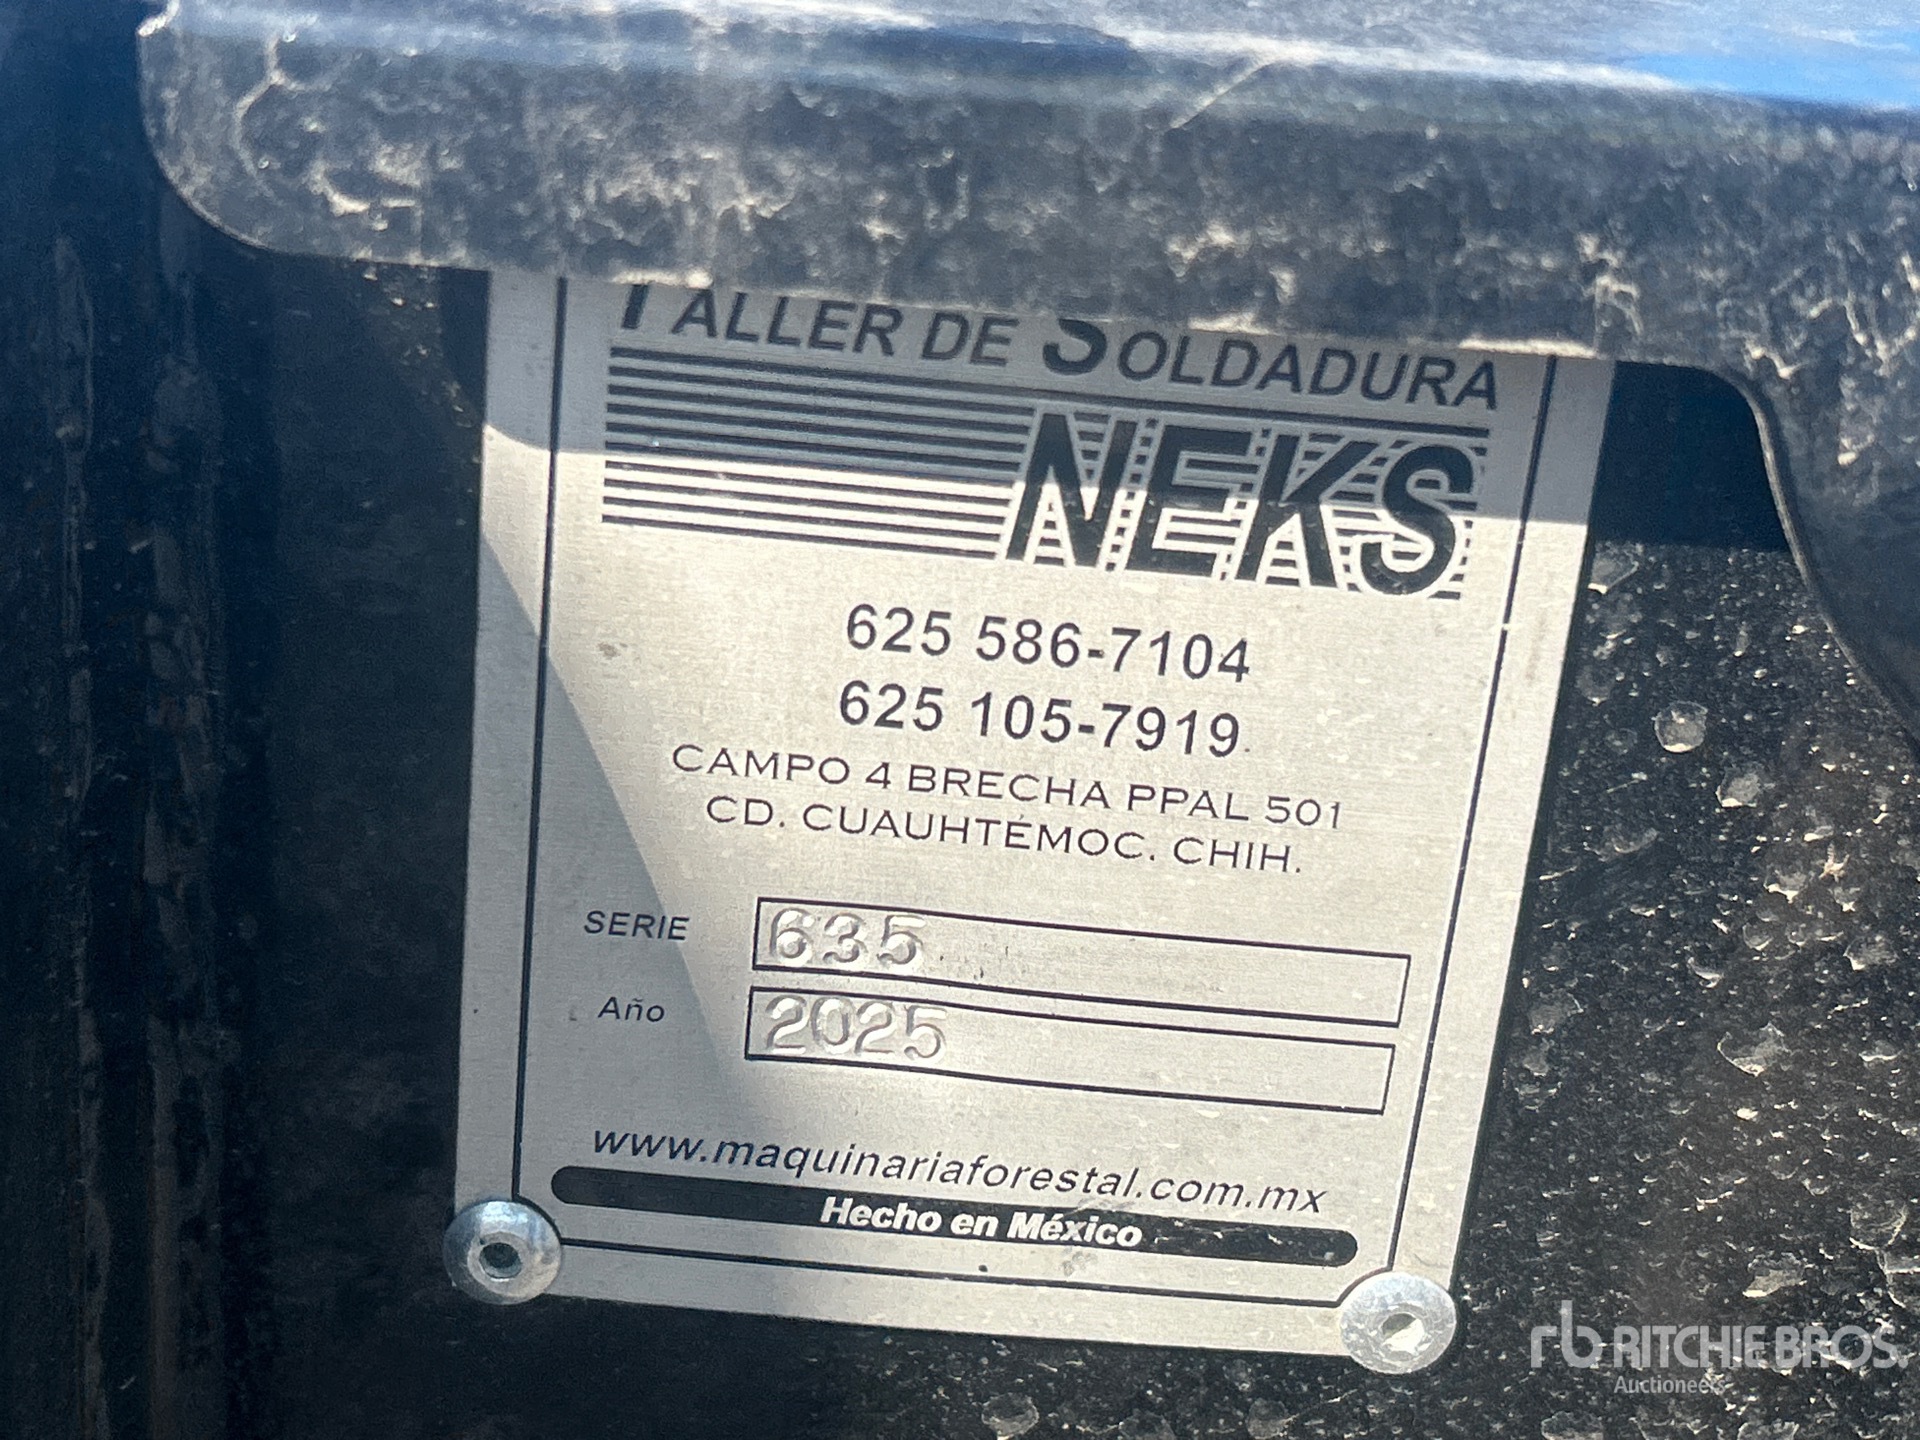 TALLER DE SOLDADURA
NEKS
625 586-7104
625 105-7919
CAMPO 4 BRECHA PPAL 501
CD. CUAUHTÉMOC. CHIH.
SERIE 635
Año 2025
www.maquinariaforestal.com.mx
Hecho en México
rb RITCHIE BROS.
Auctioneers